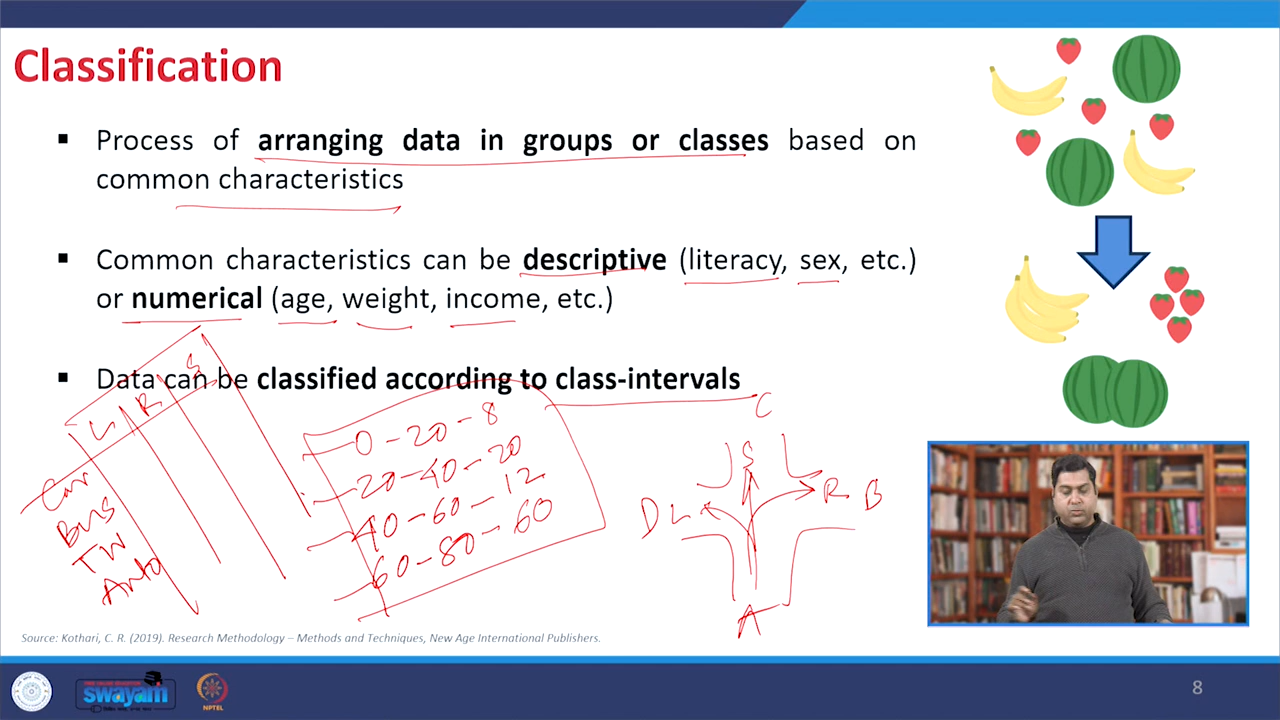 Classification
▪ Process of arranging data in groups or classes based on
common characteristics
▪ Common characteristics can be descriptive (literacy, sex, etc.)
or numerical (age, weight, income, etc.)
▪ Data can be classified according to class-intervals
L R S
Car
Bus
TW
Auto
0-20-8
20-40-20
40-60-12
60-80-60
C
S
D L R B
A
Source: Kothari, C. R. (2019). Research Methodology – Methods and Techniques, New Age International Publishers.
swayam
NPTEL
8